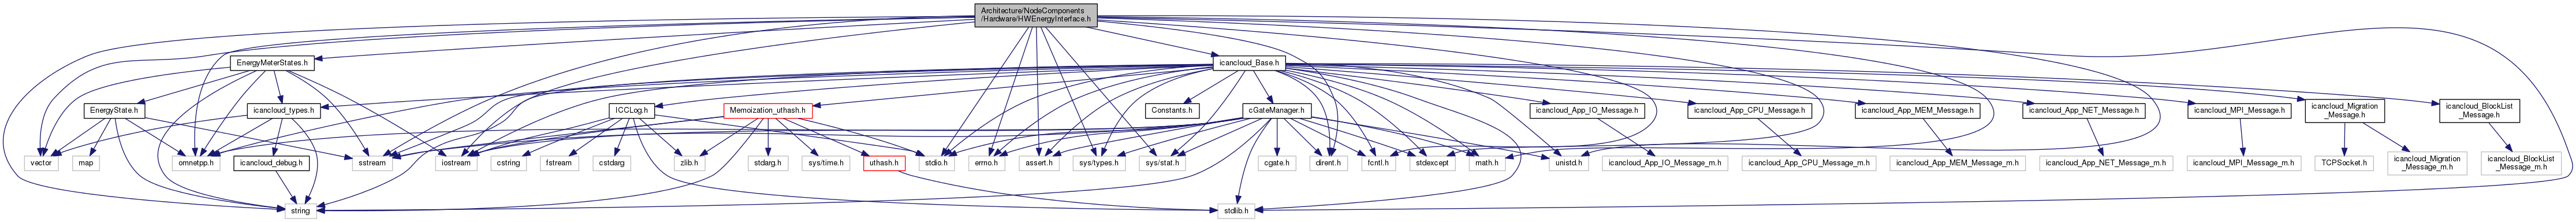 Architecture/NodeComponents
/Hardware/HWEnergyInterface.h
EnergyMeterStates.h
icancloud_Base.h
EnergyState.h
icancloud_types.h
ICCLog.h
Memoization_uthash.h
Constants.h
cGateManager.h
icancloud_App_IO_Message.h
icancloud_App_CPU_Message.h
icancloud_App_MEM_Message.h
icancloud_App_NET_Message.h
icancloud_MPI_Message.h
icancloud_Migration
_Message.h
icancloud_BlockList
_Message.h
vector
map
omnetpp.h
icancloud_debug.h
sstream
iostream
cstring
fstream
cstdarg
zlib.h
stdarg.h
sys/time.h
uthash.h
stdio.h
errno.h
assert.h
sys/types.h
sys/stat.h
cgate.h
dirent.h
fcntl.h
stdexcept
math.h
unistd.h
icancloud_App_IO_Message_m.h
icancloud_App_CPU_Message_m.h
icancloud_App_MEM_Message_m.h
icancloud_App_NET_Message_m.h
icancloud_MPI_Message_m.h
TCPSocket.h
icancloud_Migration
_Message_m.h
icancloud_BlockList
_Message_m.h
string
stdlib.h